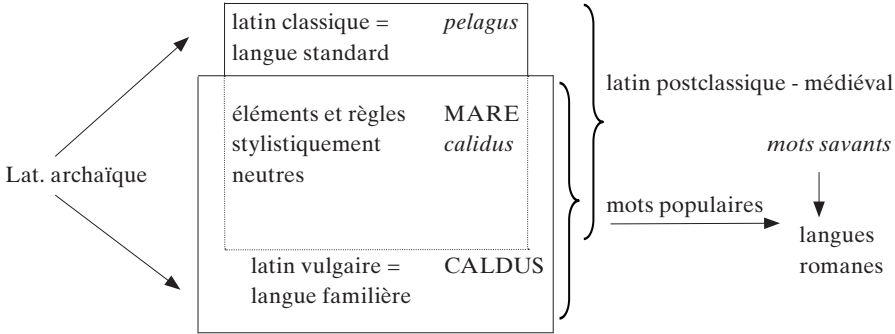 latin classique = pelagus
langue standard
latin postclassique - médiéval
éléments et règles MARE
stylistiquement calidus
neutres
mots savants
Lat. archaïque
mots populaires
langues
romanes
latin vulgaire = CALDUS
langue familière